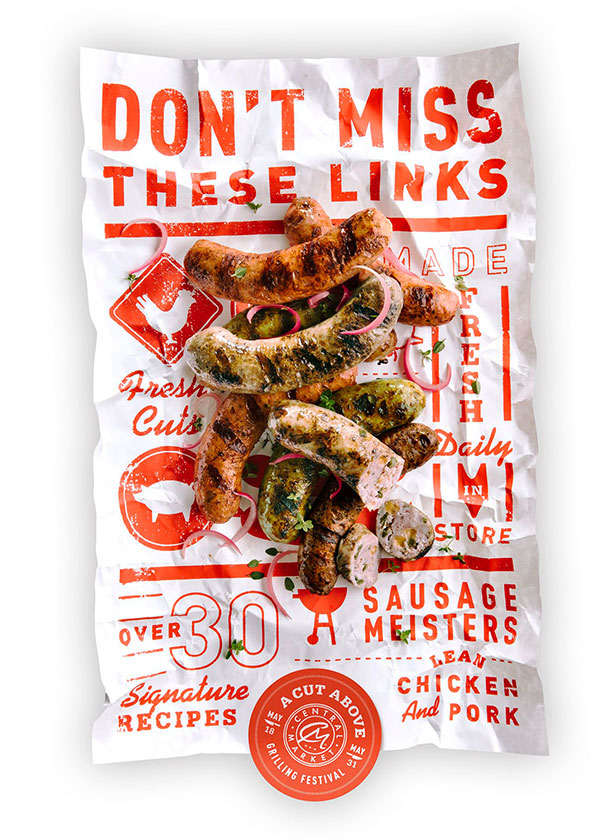 DON'T MISS
THESE LINKS
MADE
FRESH
Daily
IN
STORE
Fresh
Cuts
OVER 30
Signature
RECIPES
SAUSAGE
MEISTERS
LEAN
CHICKEN
And PORK
A CUT ABOVE
MAY 18
CENTRAL
CM
MARKET
MAY 31
GRILLING FESTIVAL